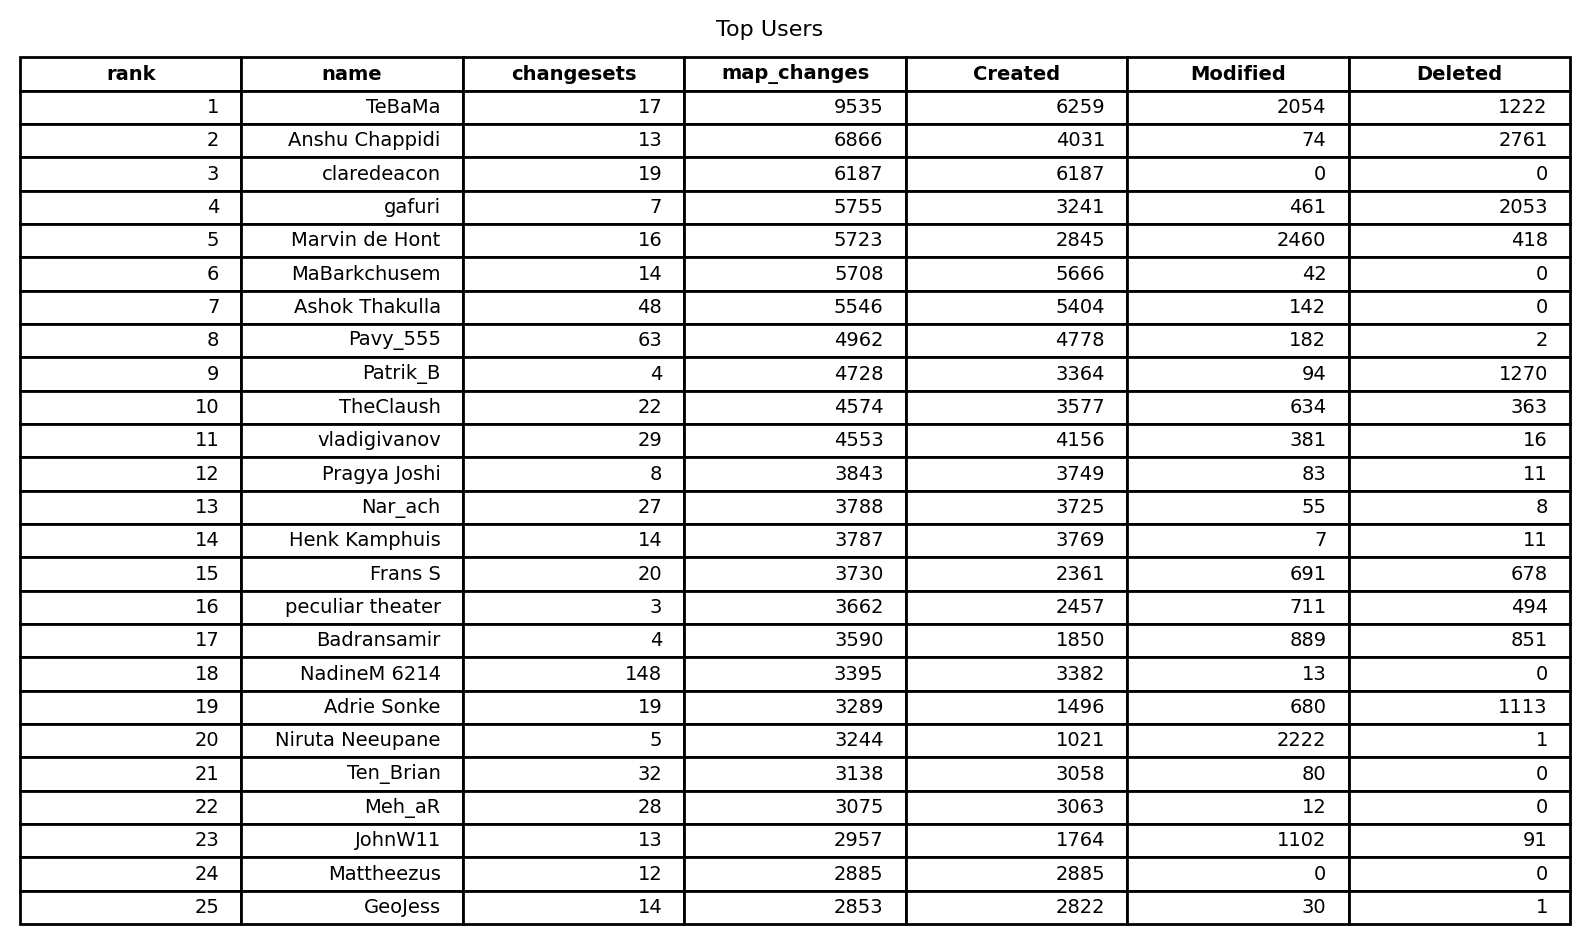 Top Users
rank name changesets map_changes Created Modified Deleted
1 TeBaMa 17 9535 6259 2054 1222
2 Anshu Chappidi 13 6866 4031 74 2761
3 claredeacon 19 6187 6187 0 0
4 gafuri 7 5755 3241 461 2053
5 Marvin de Hont 16 5723 2845 2460 418
6 MaBarkchusem 14 5708 5666 42 0
7 Ashok Thakulla 48 5546 5404 142 0
8 Pavy_555 63 4962 4778 182 2
9 Patrik_B 4 4728 3364 94 1270
10 TheClaush 22 4574 3577 634 363
11 vladigivanov 29 4553 4156 381 16
12 Pragya Joshi 8 3843 3749 83 11
13 Nar_ach 27 3788 3725 55 8
14 Henk Kamphuis 14 3787 3769 7 11
15 Frans S 20 3730 2361 691 678
16 peculiar theater 3 3662 2457 711 494
17 Badransamir 4 3590 1850 889 851
18 NadineM 6214 148 3395 3382 13 0
19 Adrie Sonke 19 3289 1496 680 1113
20 Niruta Neeupane 5 3244 1021 2222 1
21 Ten_Brian 32 3138 3058 80 0
22 Meh_aR 28 3075 3063 12 0
23 JohnW11 13 2957 1764 1102 91
24 Mattheezus 12 2885 2885 0 0
25 GeoJess 14 2853 2822 30 1